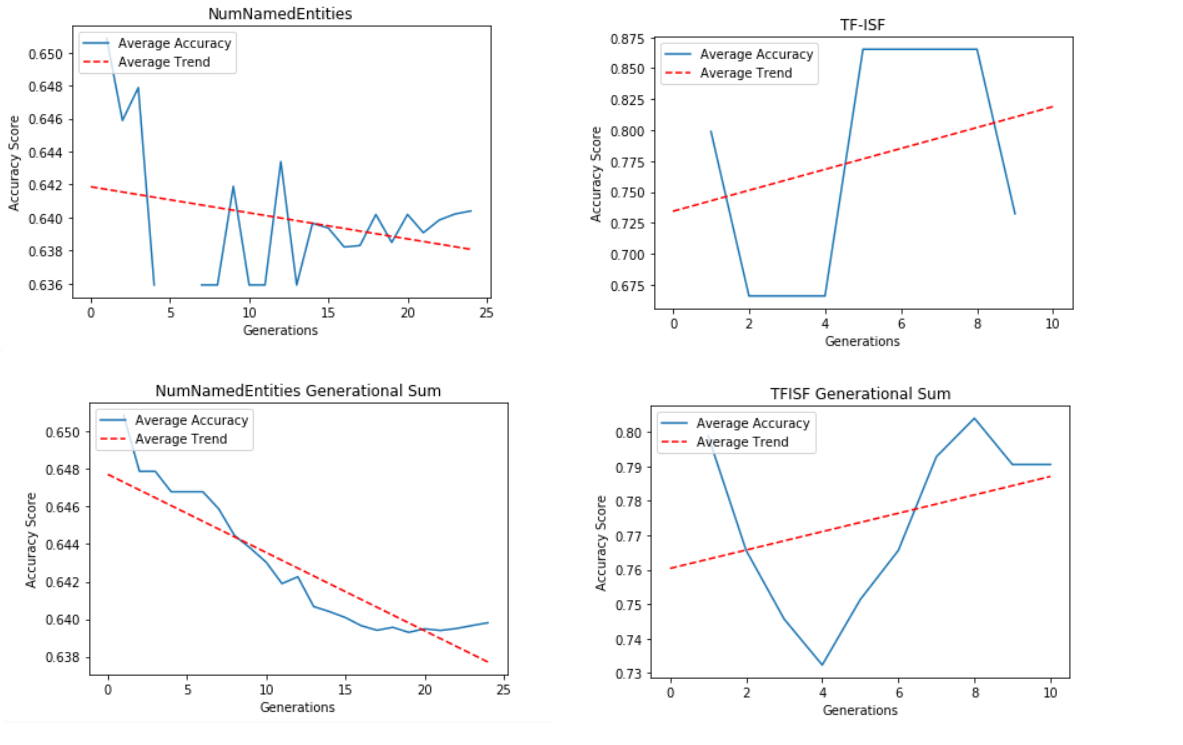 NumNamedEntities
Average Accuracy
Average Trend
0.650
0.648
0.646
0.644
0.642
0.640
0.638
0.636
Accuracy Score
0 5 10 15 20 25
Generations
TF-ISF
Average Accuracy
Average Trend
0.875
0.850
0.825
0.800
0.775
0.750
0.725
0.700
0.675
Accuracy Score
0 2 4 6 8 10
Generations
NumNamedEntities Generational Sum
Average Accuracy
Average Trend
0.650
0.648
0.646
0.644
0.642
0.640
0.638
Accuracy Score
0 5 10 15 20 25
Generations
TFISF Generational Sum
Average Accuracy
Average Trend
0.80
0.79
0.78
0.77
0.76
0.75
0.74
0.73
Accuracy Score
0 2 4 6 8 10
Generations